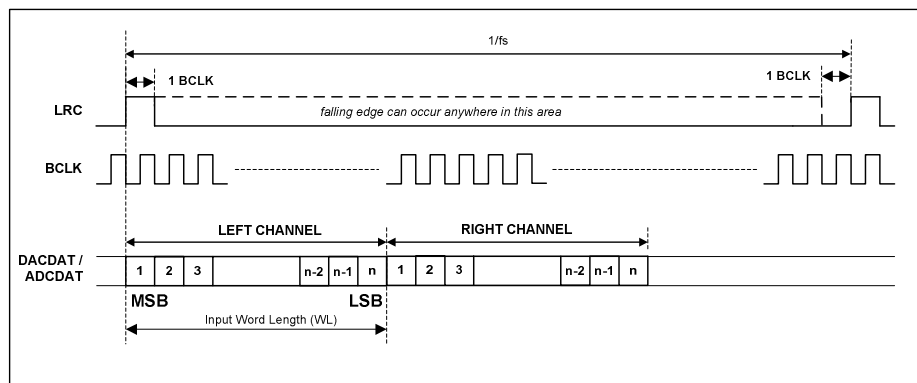 1/fs
1 BCLK 1 BCLK
LRC falling edge can occur anywhere in this area
BCLK
LEFT CHANNEL RIGHT CHANNEL
DACDAT /
ADCDAT
1 2 3 n-2 n-1 n 1 2 3 n-2 n-1 n
MSB LSB
Input Word Length (WL)